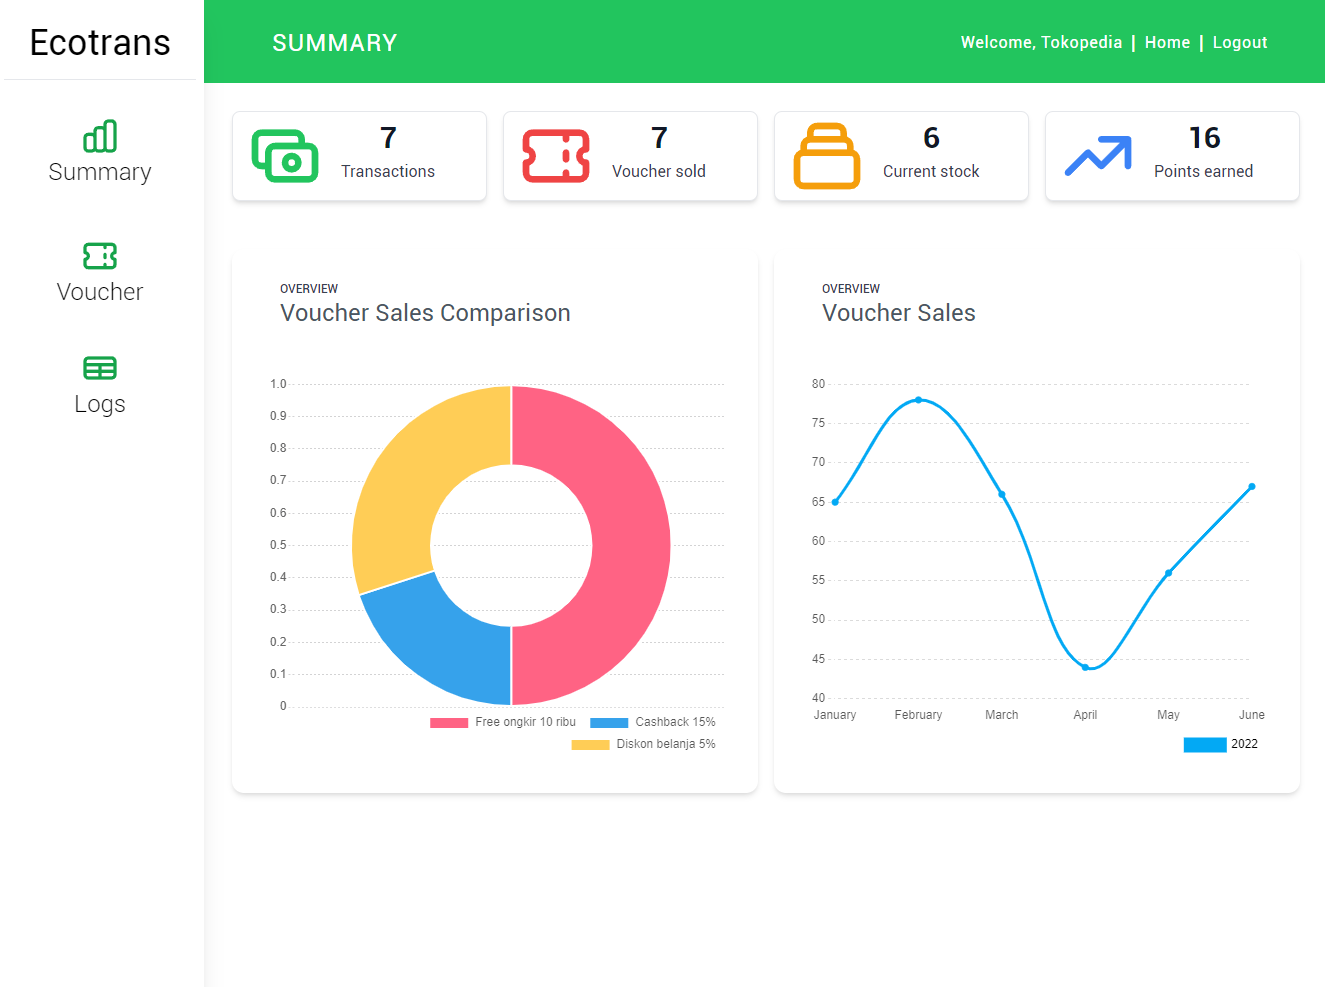 Ecotrans
SUMMARY
Welcome, Tokopedia | Home | Logout
Summary
Voucher
Logs
7
Transactions
7
Voucher sold
6
Current stock
16
Points earned
OVERVIEW
Voucher Sales Comparison
1.0
0.9
0.8
0.7
0.6
0.5
0.4
0.3
0.2
0.1
0
Free ongkir 10 ribu
Cashback 15%
Diskon belanja 5%
OVERVIEW
Voucher Sales
80
75
70
65
60
55
50
45
40
January February March April May June
2022